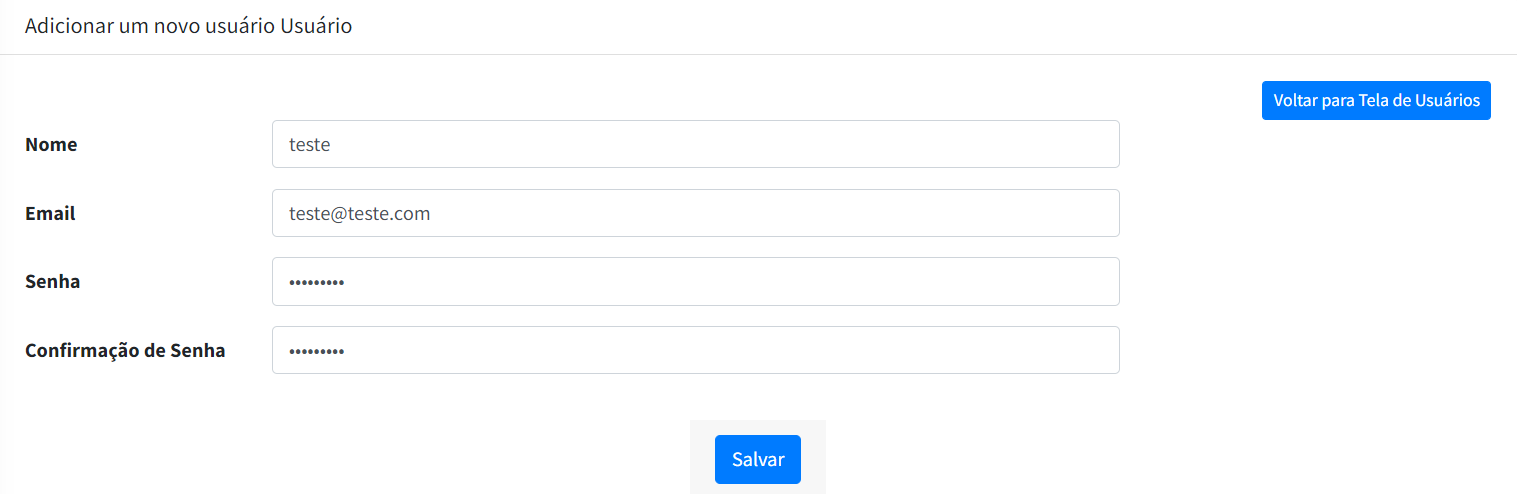 Adicionar um novo usuário Usuário
Voltar para Tela de Usuários
Nome teste
Email teste@teste.com
Senha •••••••••
Confirmação de Senha •••••••••
Salvar